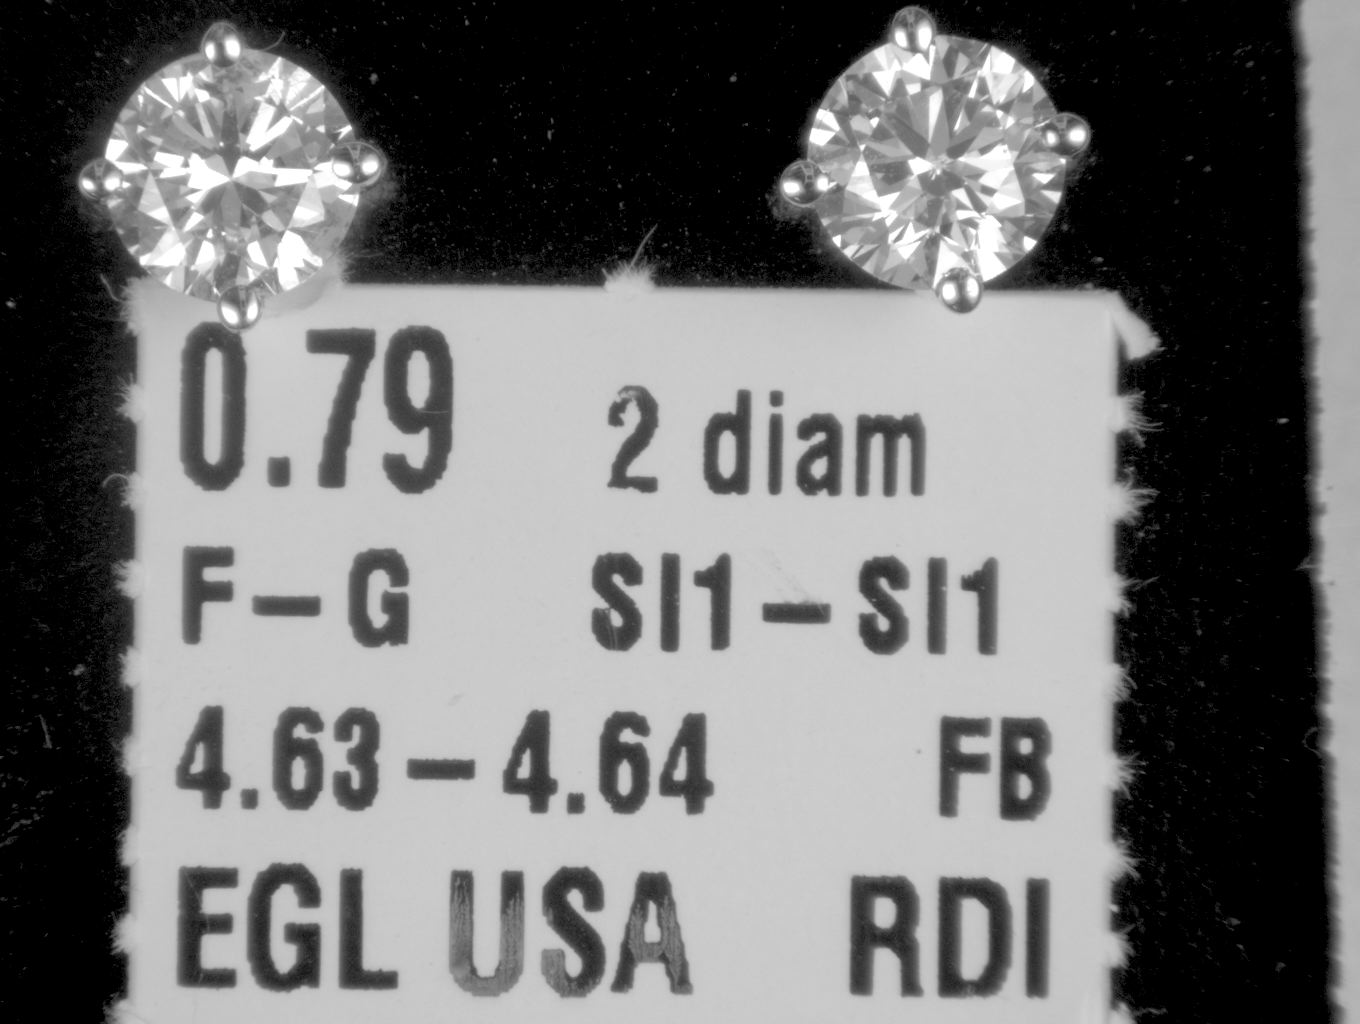 0.79 2 diam
F-G SI1-SI1
4.63-4.64 FB
EGL USA RDI